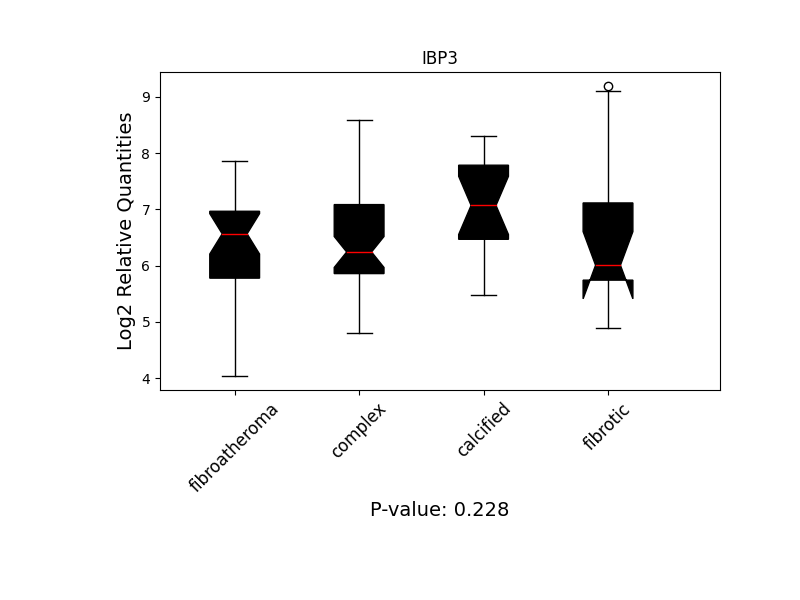 IBP3
Log2 Relative Quantities
9
8
7
6
5
4
fibroatheroma
complex
calcified
fibrotic
P-value: 0.228